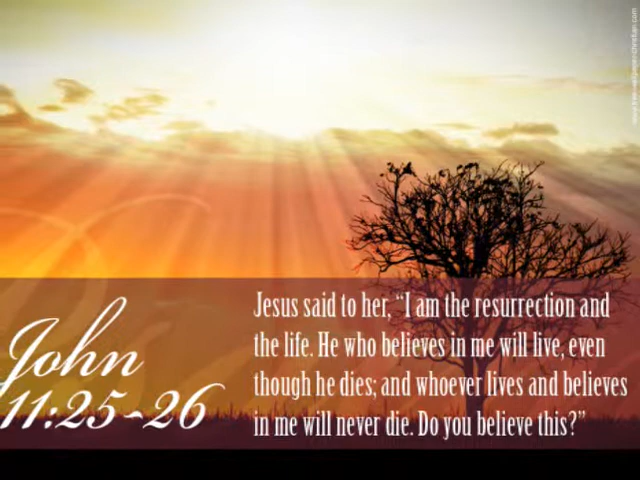 John
11:25-26
Jesus said to her, “I am the resurrection and
the life. He who believes in me will live, even
though he dies; and whoever lives and believes
in me will never die. Do you believe this?”